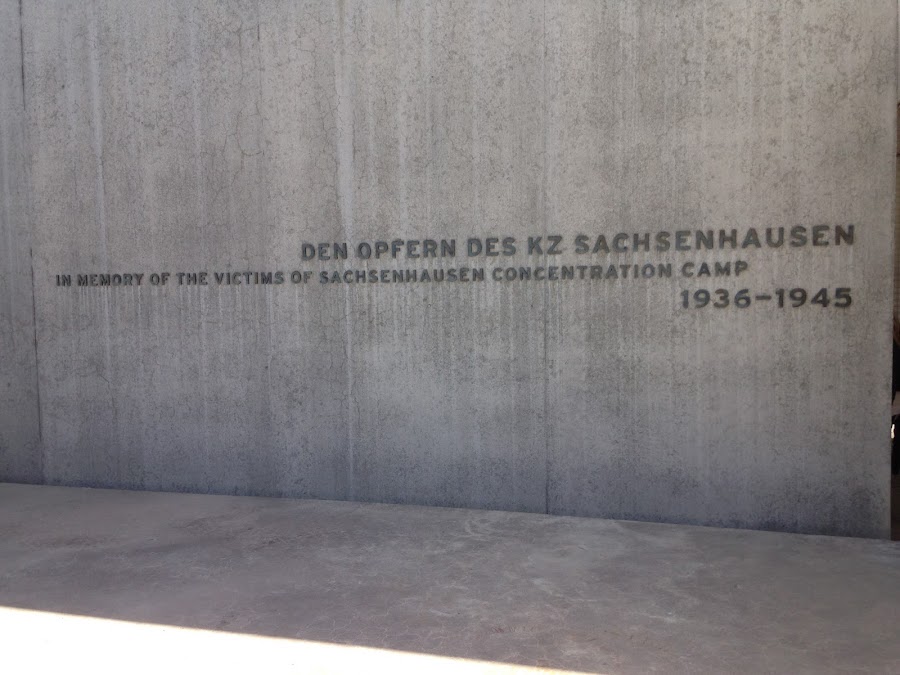 DEN OPFERN DES KZ SACHSENHAUSEN
IN MEMORY OF THE VICTIMS OF SACHSENHAUSEN CONCENTRATION CAMP
1936–1945